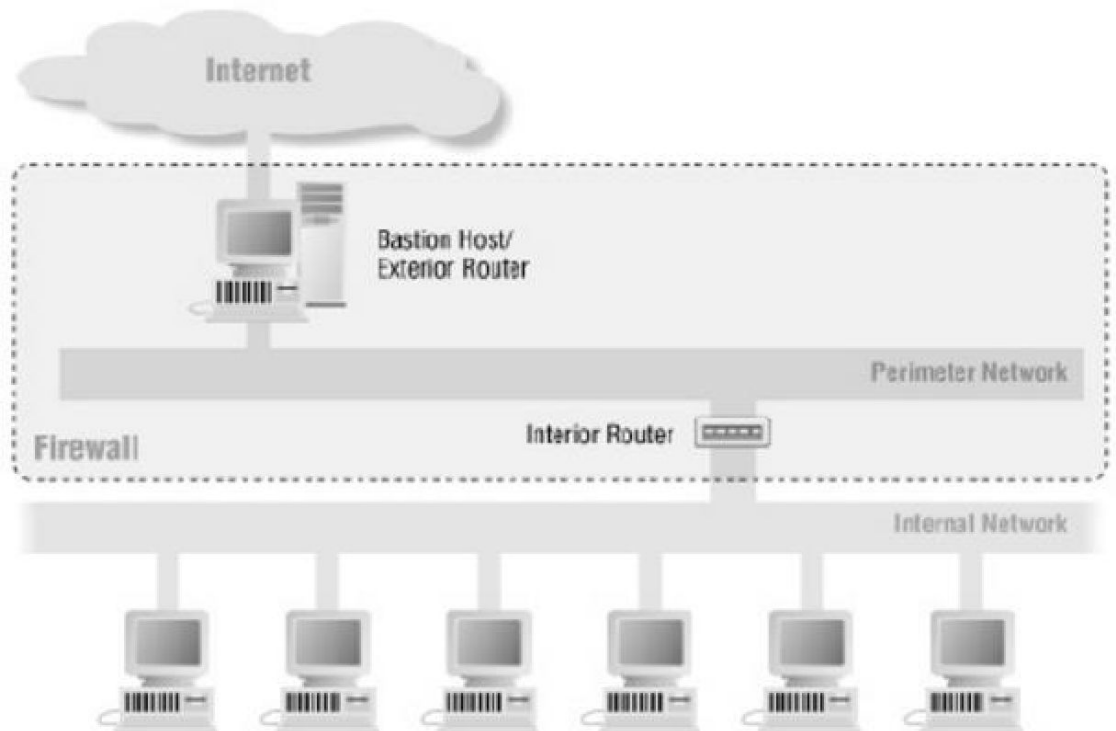 Internet
Bastion Host/
Exterior Router
Perimeter Network
Interior Router
Firewall
Internal Network